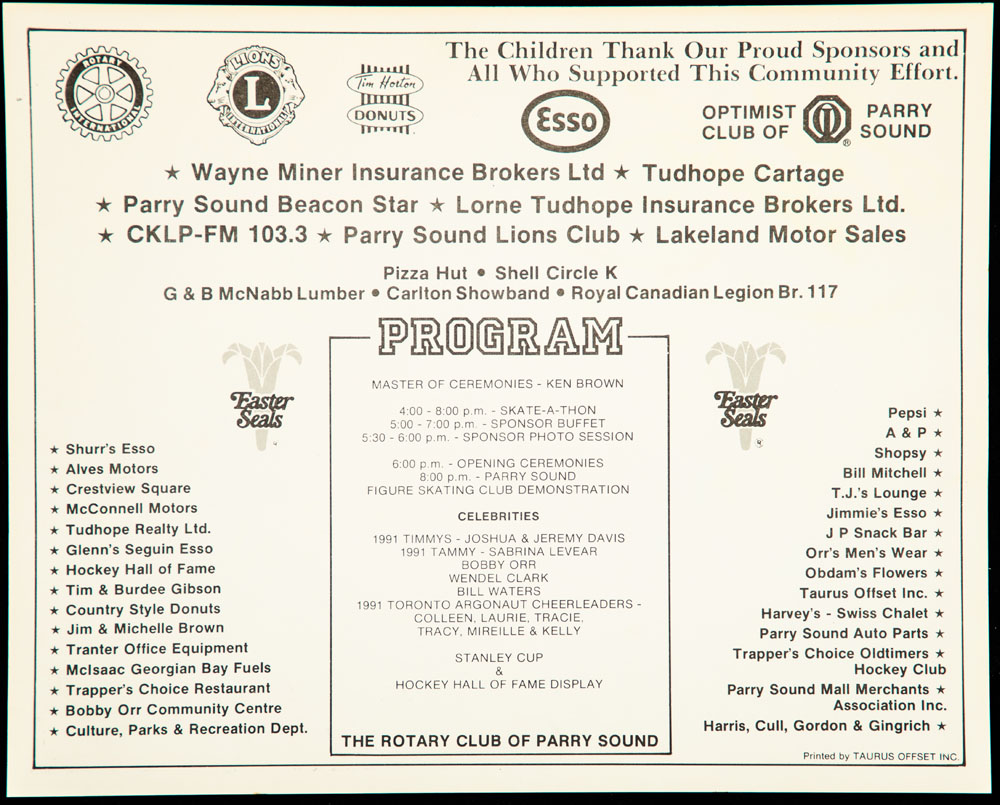 ROTARY
INTERNATIONAL
LIONS
L
INTERNATIONAL
Tim Horton
DONUTS
The Children Thank Our Proud Sponsors and
All Who Supported This Community Effort.
Esso
OPTIMIST
CLUB OF
OI
®
PARRY
SOUND
★ Wayne Miner Insurance Brokers Ltd ★ Tudhope Cartage
★ Parry Sound Beacon Star ★ Lorne Tudhope Insurance Brokers Ltd.
★ CKLP-FM 103.3 ★ Parry Sound Lions Club ★ Lakeland Motor Sales
Pizza Hut • Shell Circle K
G & B McNabb Lumber • Carlton Showband • Royal Canadian Legion Br. 117
Easter
Seals
★ Shurr's Esso
★ Alves Motors
★ Crestview Square
★ McConnell Motors
★ Tudhope Realty Ltd.
★ Glenn's Seguin Esso
★ Hockey Hall of Fame
★ Tim & Burdee Gibson
★ Country Style Donuts
★ Jim & Michelle Brown
★ Tranter Office Equipment
★ McIsaac Georgian Bay Fuels
★ Trapper's Choice Restaurant
★ Bobby Orr Community Centre
★ Culture, Parks & Recreation Dept.
PROGRAM
MASTER OF CEREMONIES - KEN BROWN
4:00 - 8:00 p.m. - SKATE-A-THON
5:00 - 7:00 p.m. - SPONSOR BUFFET
5:30 - 6:00 p.m. - SPONSOR PHOTO SESSION
6:00 p.m. - OPENING CEREMONIES
8:00 p.m. - PARRY SOUND
FIGURE SKATING CLUB DEMONSTRATION
CELEBRITIES
1991 TIMMYS - JOSHUA & JEREMY DAVIS
1991 TAMMY - SABRINA LEVEAR
BOBBY ORR
WENDEL CLARK
BILL WATERS
1991 TORONTO ARGONAUT CHEERLEADERS -
COLLEEN, LAURIE, TRACIE,
TRACY, MIREILLE & KELLY
STANLEY CUP
&
HOCKEY HALL OF FAME DISPLAY
THE ROTARY CLUB OF PARRY SOUND
Easter
Seals
®
Pepsi ★
A & P ★
Shopsy ★
Bill Mitchell ★
T.J.'s Lounge ★
Jimmie's Esso ★
J P Snack Bar ★
Orr's Men's Wear ★
Obdam's Flowers ★
Taurus Offset Inc. ★
Harvey's - Swiss Chalet ★
Parry Sound Auto Parts ★
Trapper's Choice Oldtimers ★
Hockey Club
Parry Sound Mall Merchants ★
Association Inc.
Harris, Cull, Gordon & Gingrich ★
Printed by TAURUS OFFSET INC.